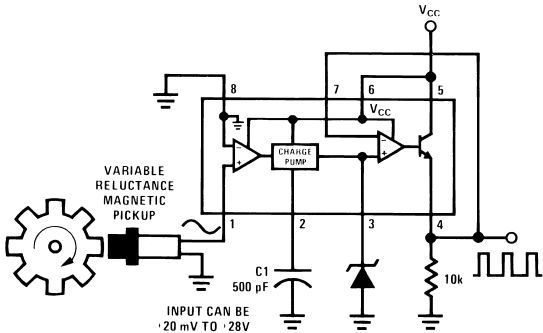 VCC
8
7
6
5
VCC
CHARGE
PUMP
VARIABLE
RELUCTANCE
MAGNETIC
PICKUP
1
2
3
4
C1
500 pF
10k
INPUT CAN BE
20 mV TO 28V